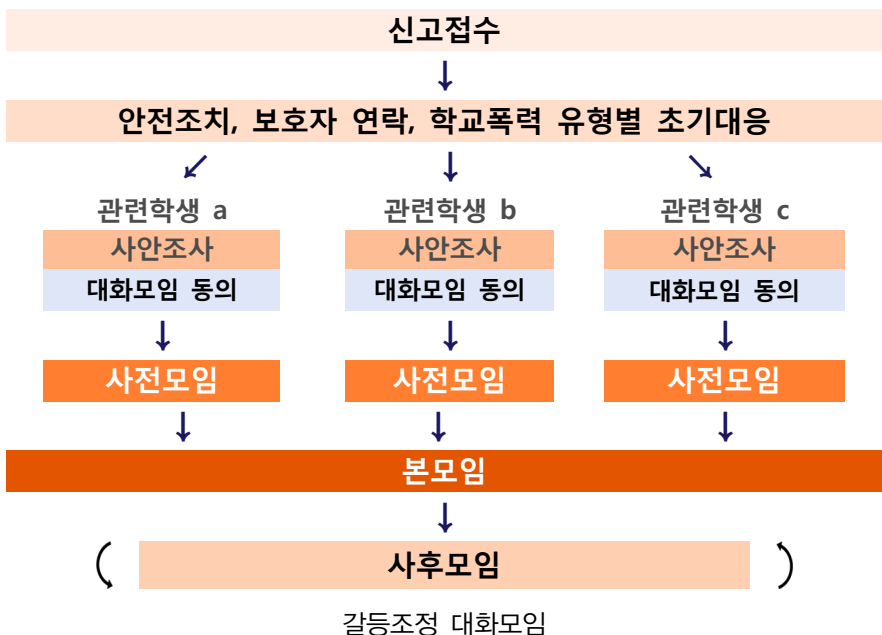 신고접수
↓
안전조치, 보호자 연락, 학교폭력 유형별 초기대응
↙ ↓ ↘
관련학생 a 관련학생 b 관련학생 c
사안조사 사안조사 사안조사
대화모임 동의 대화모임 동의 대화모임 동의
↓ ↓ ↓
사전모임 사전모임 사전모임
↓ ↓ ↓
본모임
↓
사후모임
갈등조정 대화모임